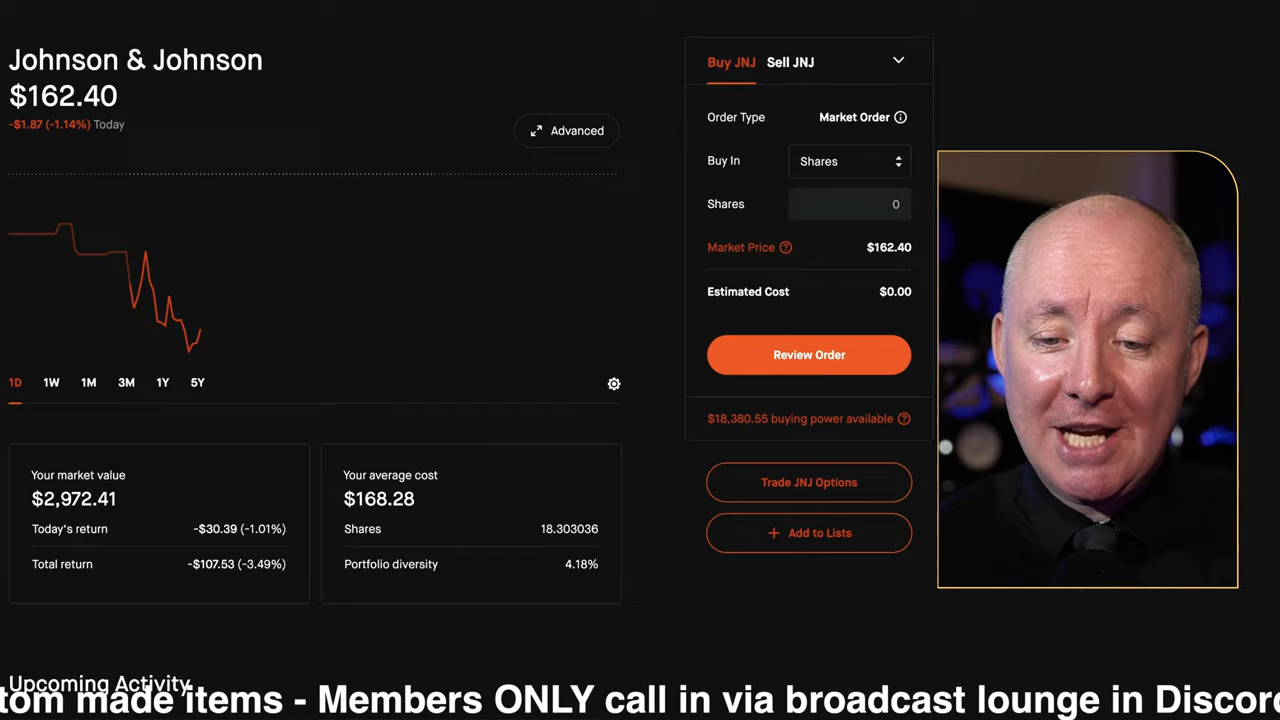 Johnson & Johnson
$162.40
-$1.87 (-1.14%) Today
Advanced
1D 1W 1M 3M 1Y 5Y
Your market value
$2,972.41
Today's return -$30.39 (-1.01%)
Total return -$107.53 (-3.49%)
Your average cost
$168.28
Shares 18.303036
Portfolio diversity 4.18%
Buy JNJ Sell JNJ
Order Type Market Order
Buy In Shares
Shares 0
Market Price $162.40
Estimated Cost $0.00
Review Order
$18,380.55 buying power available
Trade JNJ Options
+ Add to Lists
Upcoming Activity
tom made items - Members ONLY call in via broadcast lounge in Discord